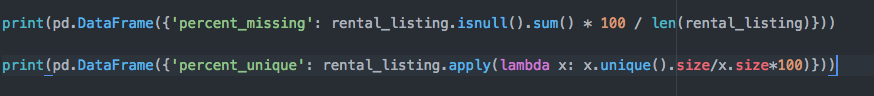 print(pd.DataFrame({'percent_missing': rental_listing.isnull().sum() * 100 / len(rental_listing)}))
print(pd.DataFrame({'percent_unique': rental_listing.apply(lambda x: x.unique().size/x.size*100)}))